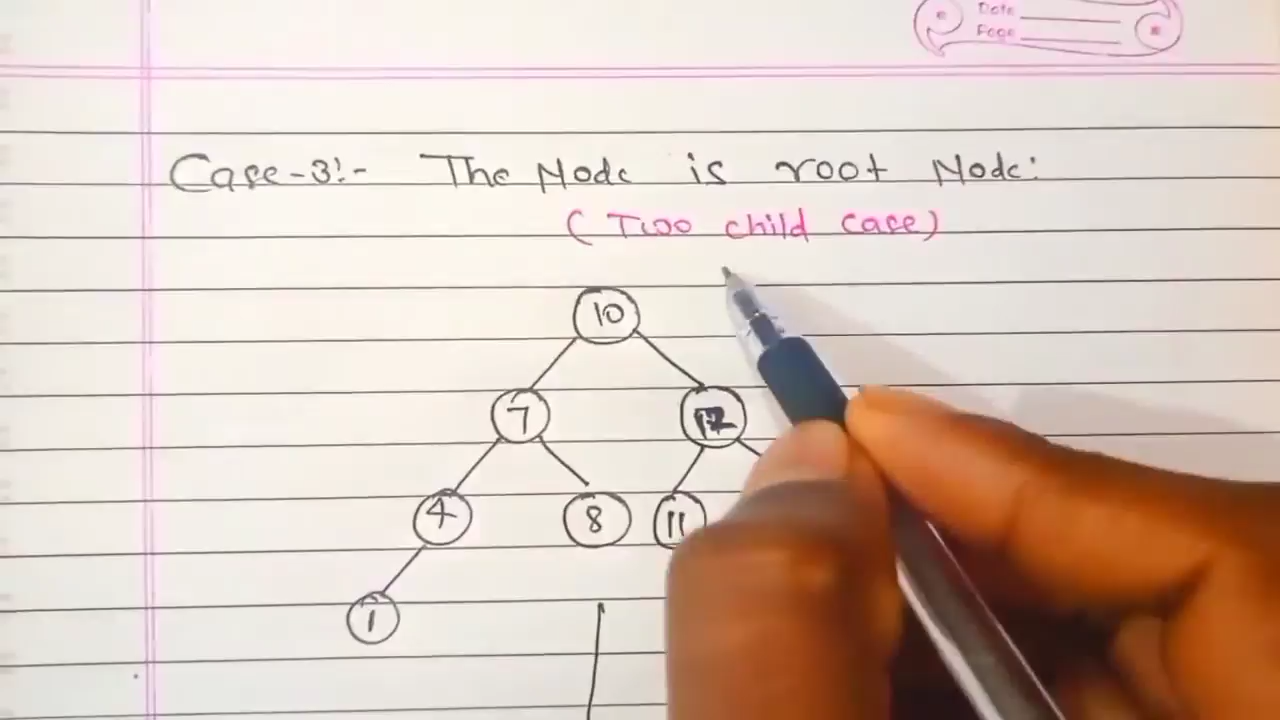 Date
Page
Case-3:- The Node is root Node:
(Two child case)
10
7 12
4 8 11
1